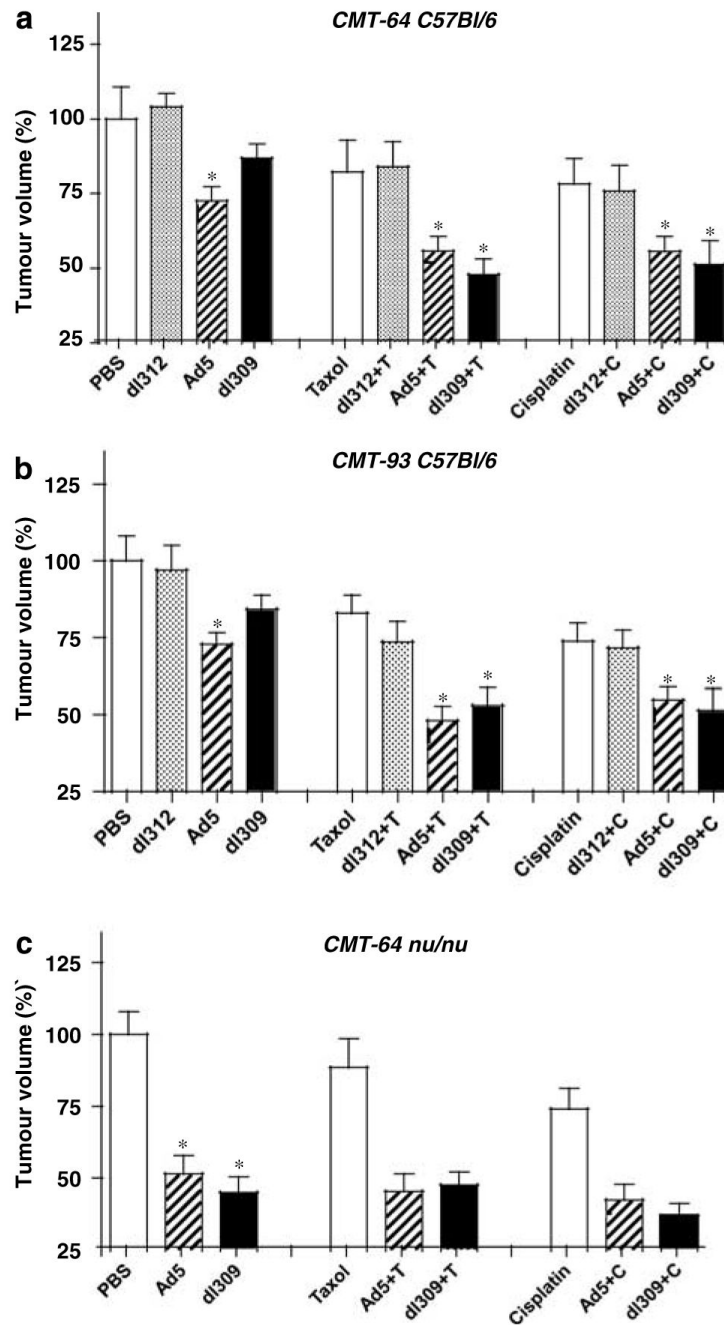 a
CMT-64 C57Bl/6
Tumour volume (%)
125
100
75
50
25
*
*
*
*
*
PBS
dl312
Ad5
dl309
Taxol
dl312+T
Ad5+T
dl309+T
Cisplatin
dl312+C
Ad5+C
dl309+C
b
CMT-93 C57Bl/6
Tumour volume (%)
125
100
75
50
25
*
*
*
*
*
PBS
dl312
Ad5
dl309
Taxol
dl312+T
Ad5+T
dl309+T
Cisplatin
dl312+C
Ad5+C
dl309+C
c
CMT-64 nu/nu
Tumour volume (%)`
125
100
75
50
25
*
*
PBS
Ad5
dl309
Taxol
Ad5+T
dl309+T
Cisplatin
Ad5+C
dl309+C